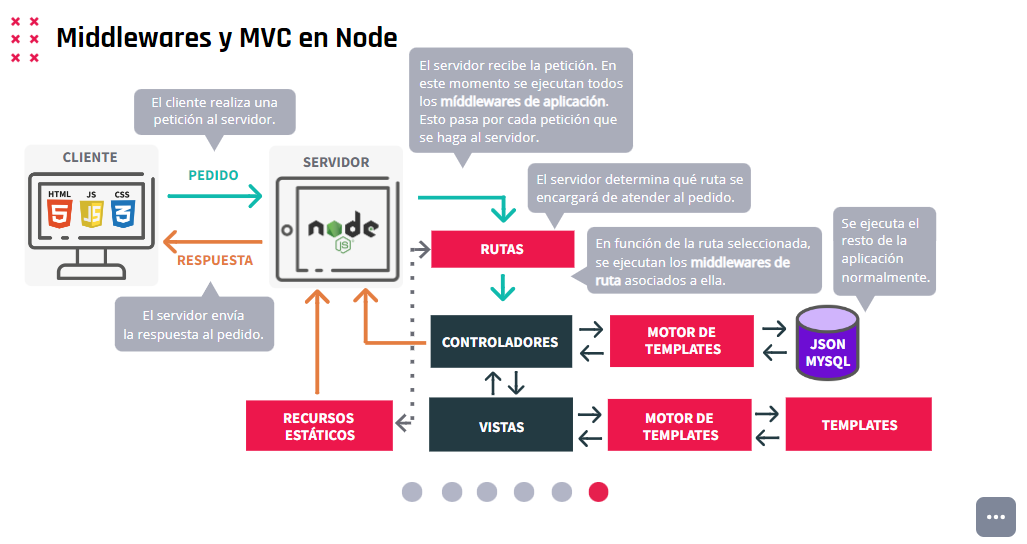 Middlewares y MVC en Node
El servidor recibe la petición. En
este momento se ejecutan todos
los míddlewares de aplicación.
Esto pasa por cada petición que
se haga al servidor.
El cliente realiza una
petición al servidor.
CLIENTE
HTML
JS
CSS
5
JS
3
PEDIDO
RESPUESTA
SERVIDOR
node
JS
El servidor determina qué ruta se
encargará de atender al pedido.
RUTAS
En función de la ruta seleccionada,
se ejecutan los middlewares de
ruta asociados a ella.
Se ejecuta el
resto de la
aplicación
normalmente.
El servidor envía
la respuesta al pedido.
CONTROLADORES
MOTOR DE
TEMPLATES
JSON
MYSQL
RECURSOS
ESTÁTICOS
VISTAS
MOTOR DE
TEMPLATES
TEMPLATES